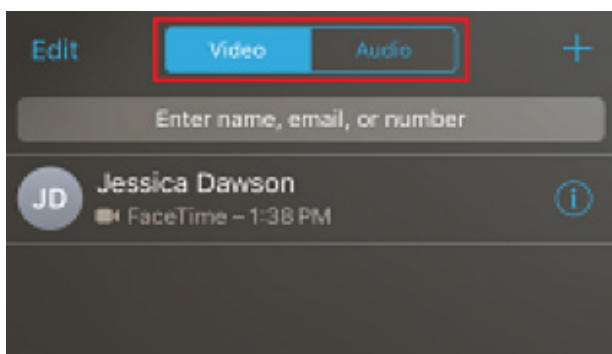 Edit Video Audio +
Enter name, email, or number
JD Jessica Dawson
FaceTime – 1:38 PM